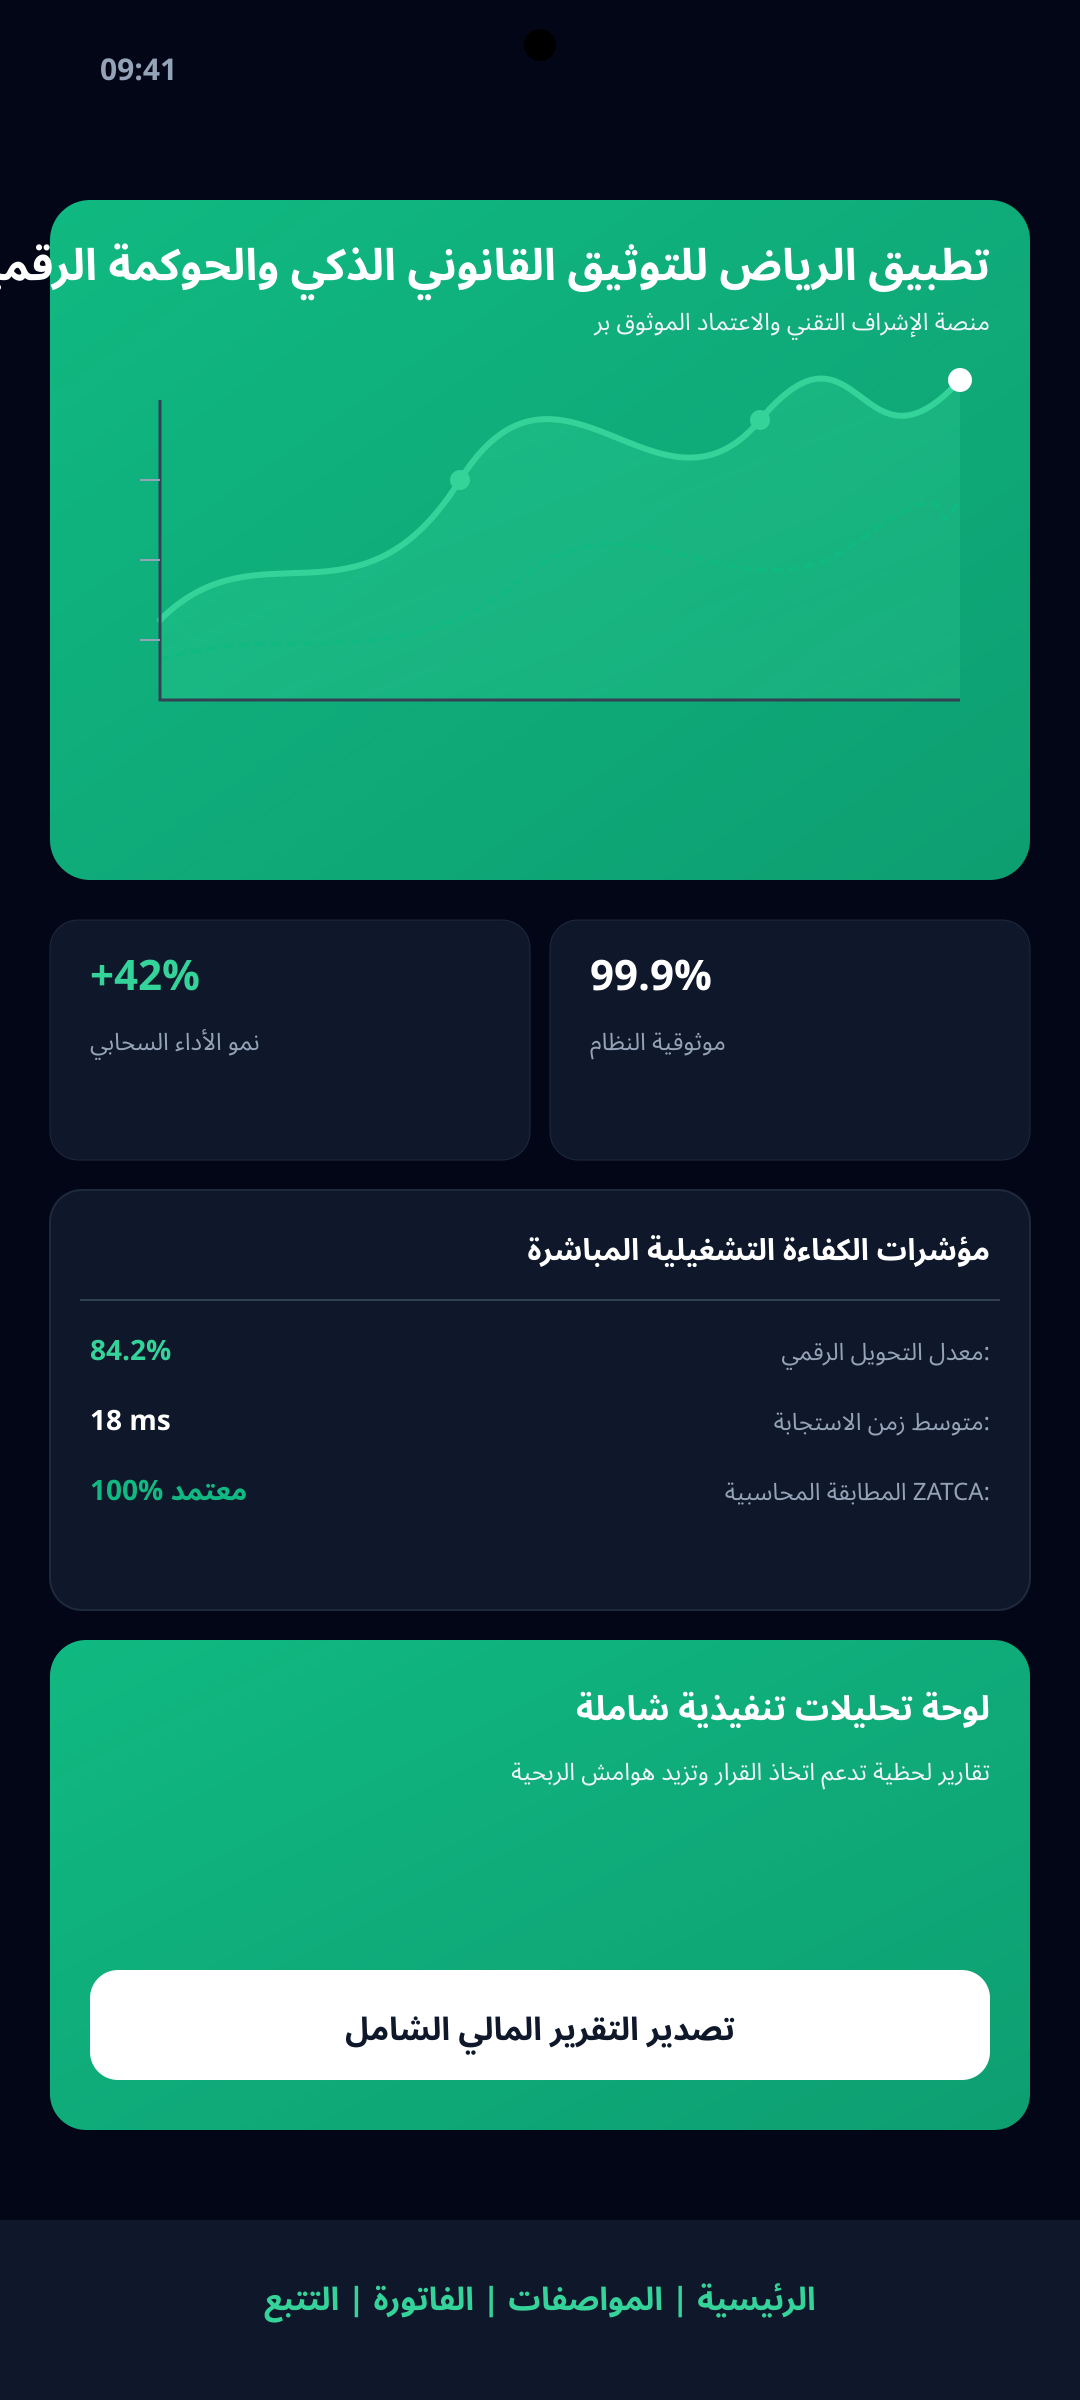 09:41
تطبيق الرياض للتوثيق القانوني الذكي والحوكمة
منصة الإشراف التقني والاعتماد الموثوق بر
99.9%
موثوقية النظام
+42%
نمو الأداء السحابي
مؤشرات الكفاءة التشغيلية المباشرة
معدل التحويل الرقمي:
84.2%
متوسط زمن الاستجابة:
18 ms
المطابقة المحاسبية ZATCA:
100% معتمد
لوحة تحليلات تنفيذية شاملة
تقارير لحظية تدعم اتخاذ القرار وتزيد هوامش الربحية
تصدير التقرير المالي الشامل
الرئيسية | المواصفات | الفاتورة | التتبع